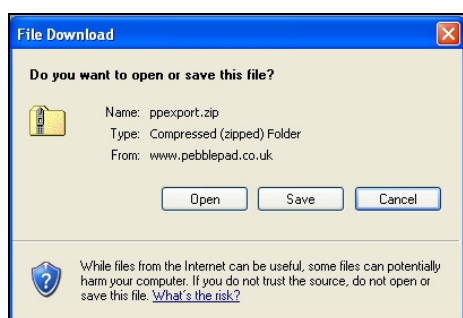 File Download
Do you want to open or save this file?
Name: ppexport.zip
Type: Compressed (zipped) Folder
From: www.pebblepad.co.uk
Open Save Cancel
While files from the Internet can be useful, some files can potentially
harm your computer. If you do not trust the source, do not open or
save this file. What's the risk?